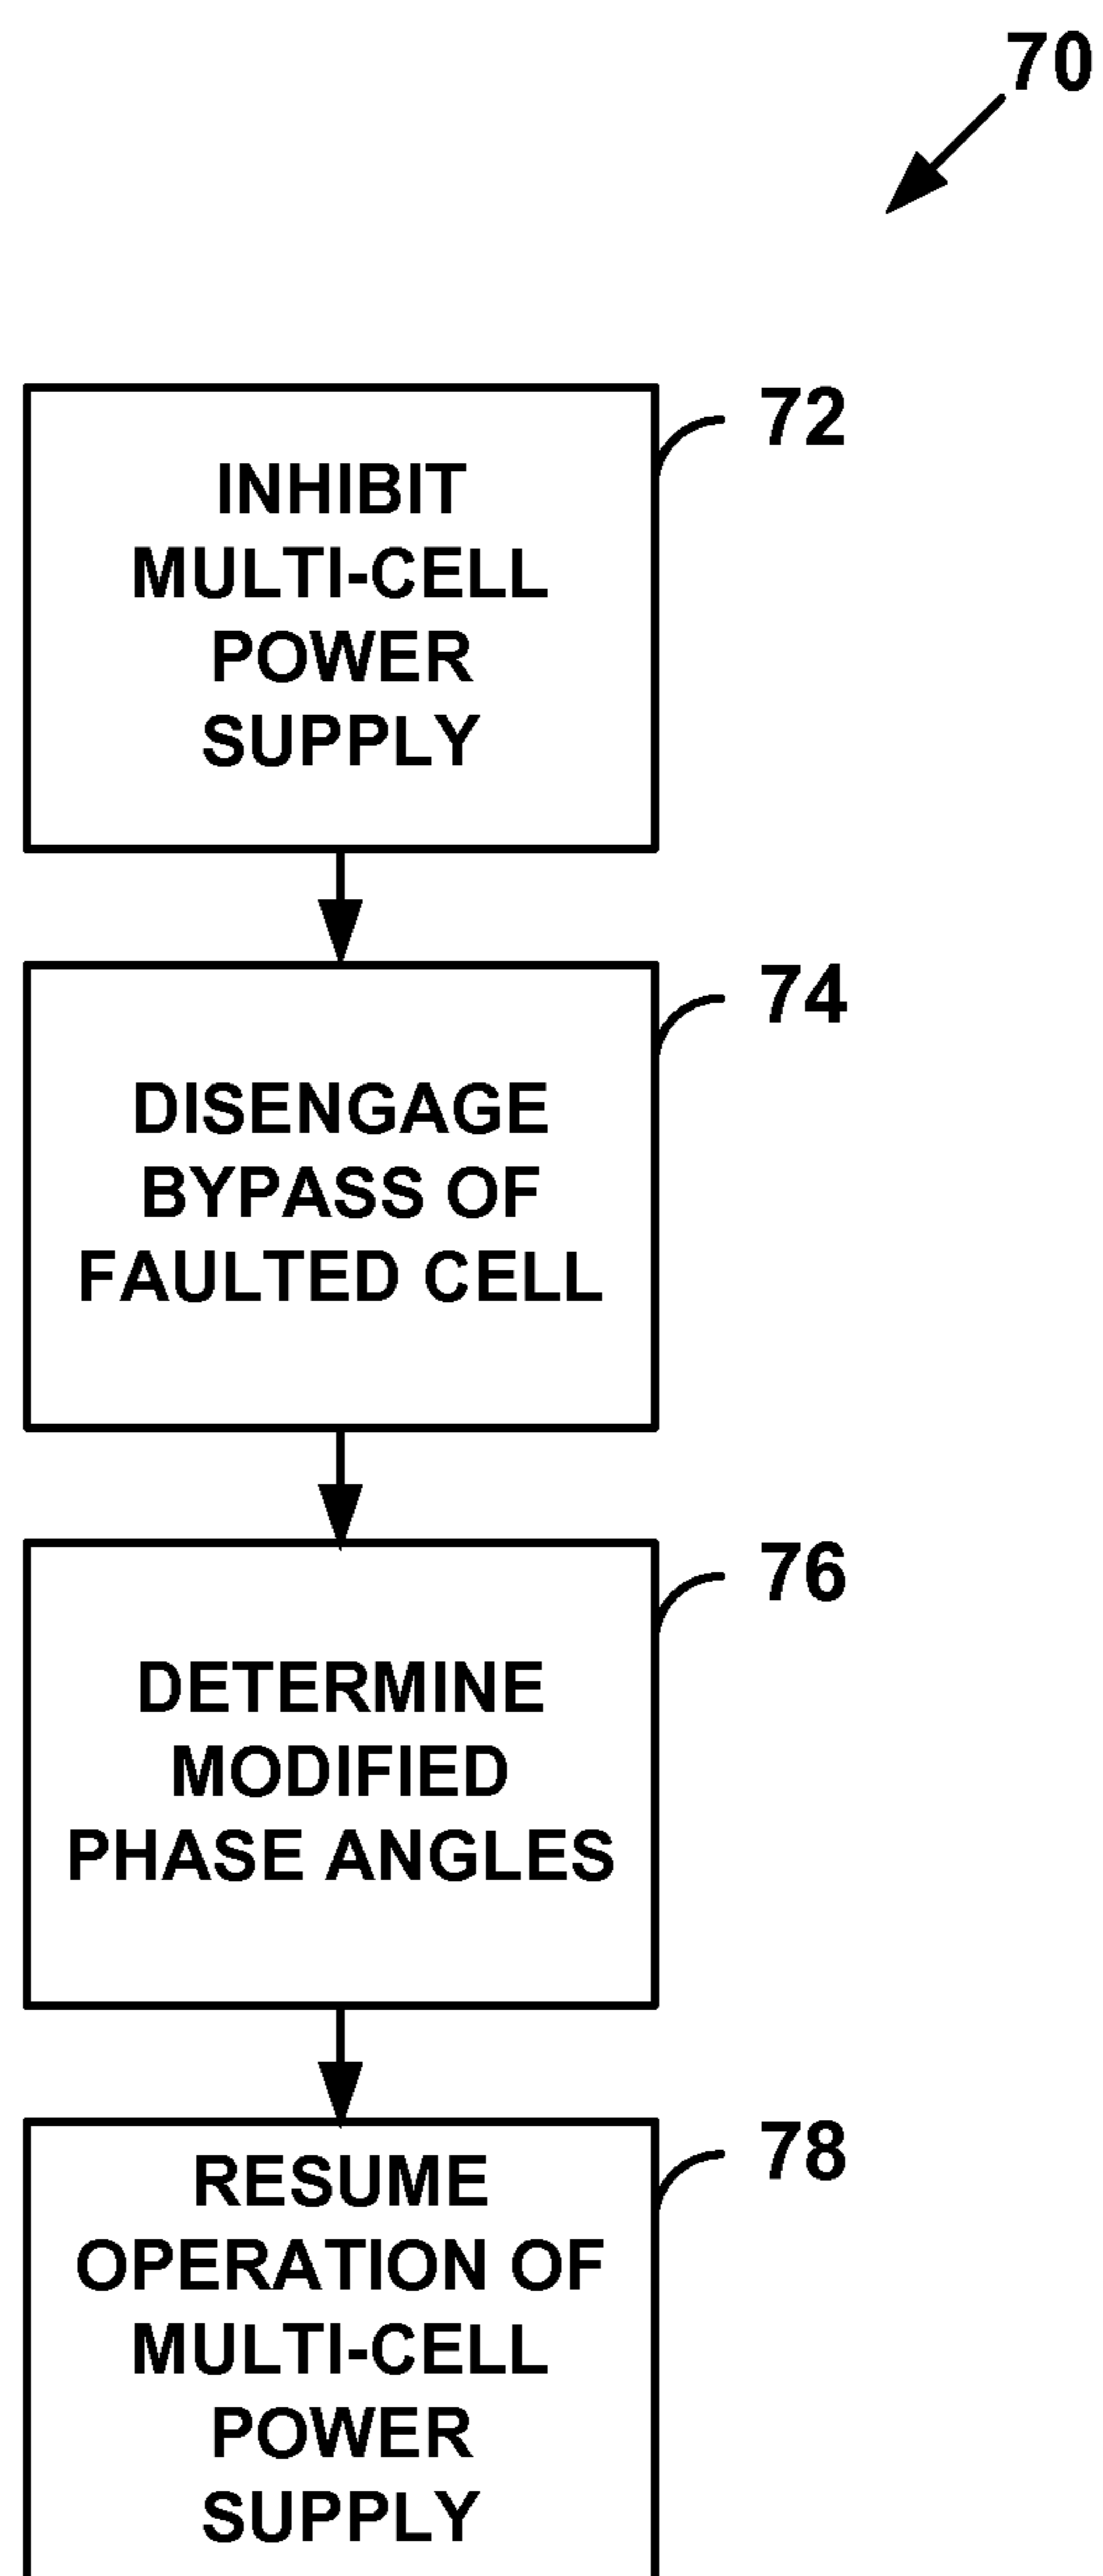 70
72
INHIBIT
MULTI-CELL
POWER
SUPPLY
74
DISENGAGE
BYPASS OF
FAULTED CELL
76
DETERMINE
MODIFIED
PHASE ANGLES
78
RESUME
OPERATION OF
MULTI-CELL
POWER
SUPPLY